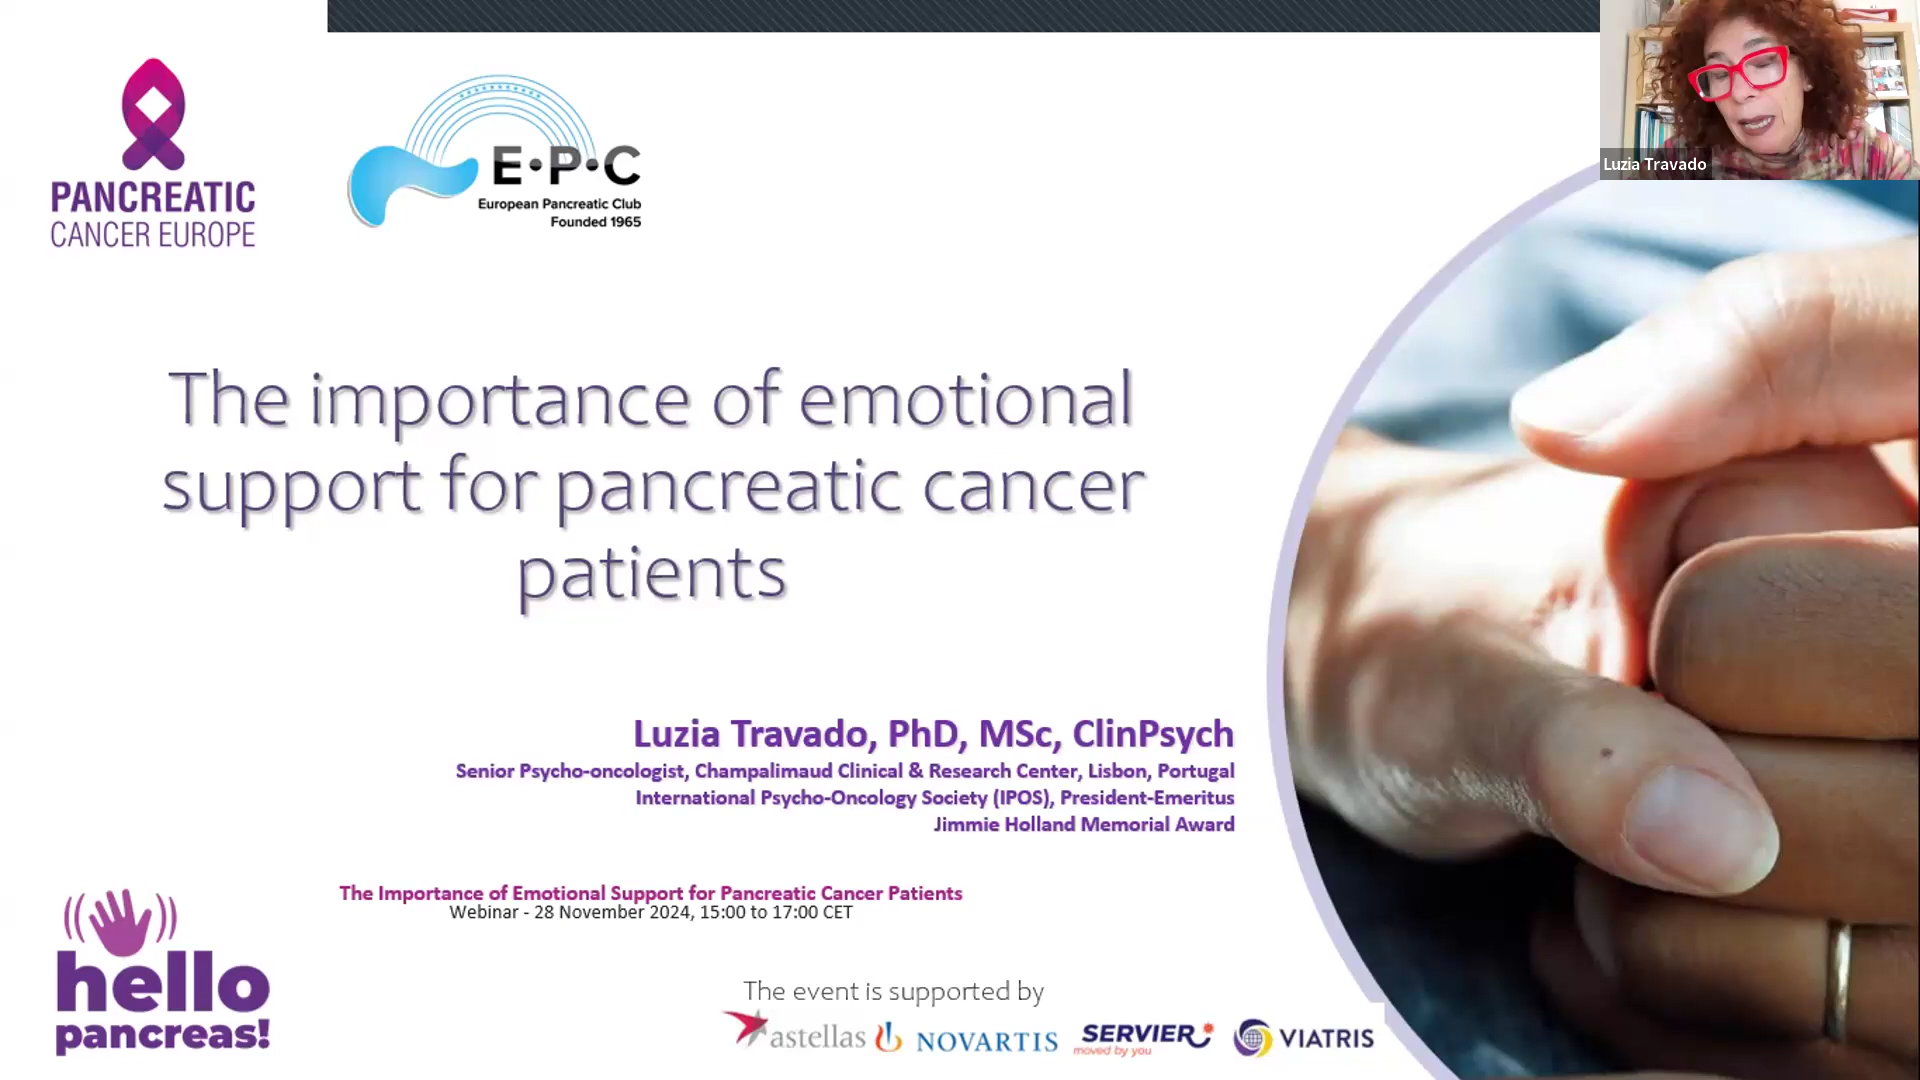 PANCREATIC
CANCER EUROPE
E·P·C
European Pancreatic Club
Founded 1965
Luzia Travado
The importance of emotional
support for pancreatic cancer
patients
Luzia Travado, PhD, MSc, ClinPsych
Senior Psycho-oncologist, Champalimaud Clinical & Research Center, Lisbon, Portugal
International Psycho-Oncology Society (IPOS), President-Emeritus
Jimmie Holland Memorial Award
The Importance of Emotional Support for Pancreatic Cancer Patients
Webinar - 28 November 2024, 15:00 to 17:00 CET
hello
pancreas!
The event is supported by
astellas NOVARTIS SERVIER VIATRIS
moved by you